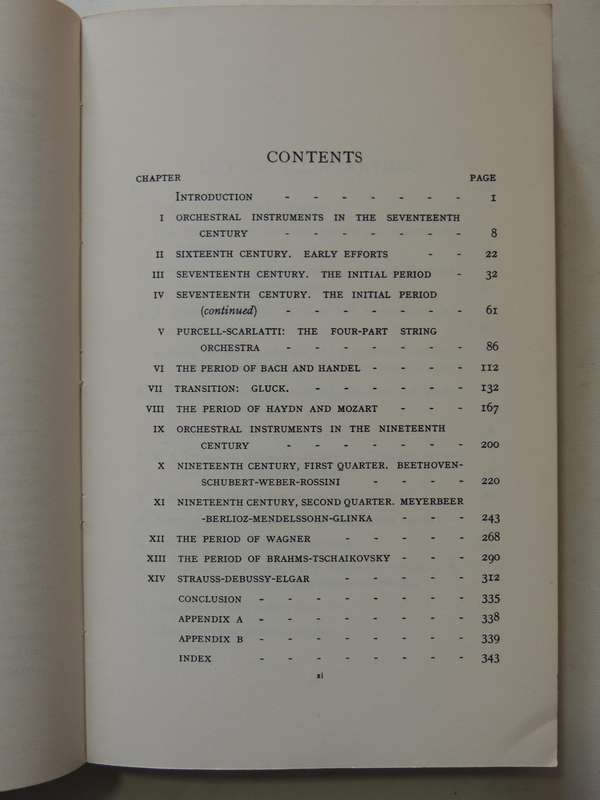 CONTENTS
CHAPTER PAGE
INTRODUCTION - - - - - - - 1
I ORCHESTRAL INSTRUMENTS IN THE SEVENTEENTH
CENTURY - - - - - - - 8
II SIXTEENTH CENTURY. EARLY EFFORTS - - 22
III SEVENTEENTH CENTURY. THE INITIAL PERIOD - 32
IV SEVENTEENTH CENTURY. THE INITIAL PERIOD
(continued) - - - - - - - 61
V PURCELL-SCARLATTI: THE FOUR-PART STRING
ORCHESTRA - - - - - - - 86
VI THE PERIOD OF BACH AND HANDEL - - - - 112
VII TRANSITION: GLUCK. - - - - - - 132
VIII THE PERIOD OF HAYDN AND MOZART - - - 167
IX ORCHESTRAL INSTRUMENTS IN THE NINETEENTH
CENTURY - - - - - - - 200
X NINETEENTH CENTURY, FIRST QUARTER. BEETHOVEN-
SCHUBERT-WEBER-ROSSINI - - - - 220
XI NINETEENTH CENTURY, SECOND QUARTER. MEYERBEER
-BERLIOZ-MENDELSSOHN-GLINKA - - - 243
XII THE PERIOD OF WAGNER - - - - - 268
XIII THE PERIOD OF BRAHMS-TSCHAIKOVSKY - - - 290
XIV STRAUSS-DEBUSSY-ELGAR - - - - - 312
CONCLUSION - - - - - - - - 335
APPENDIX A - - - - - - - - 338
APPENDIX B - - - - - - - - 339
INDEX - - - - - - - - 343
xi